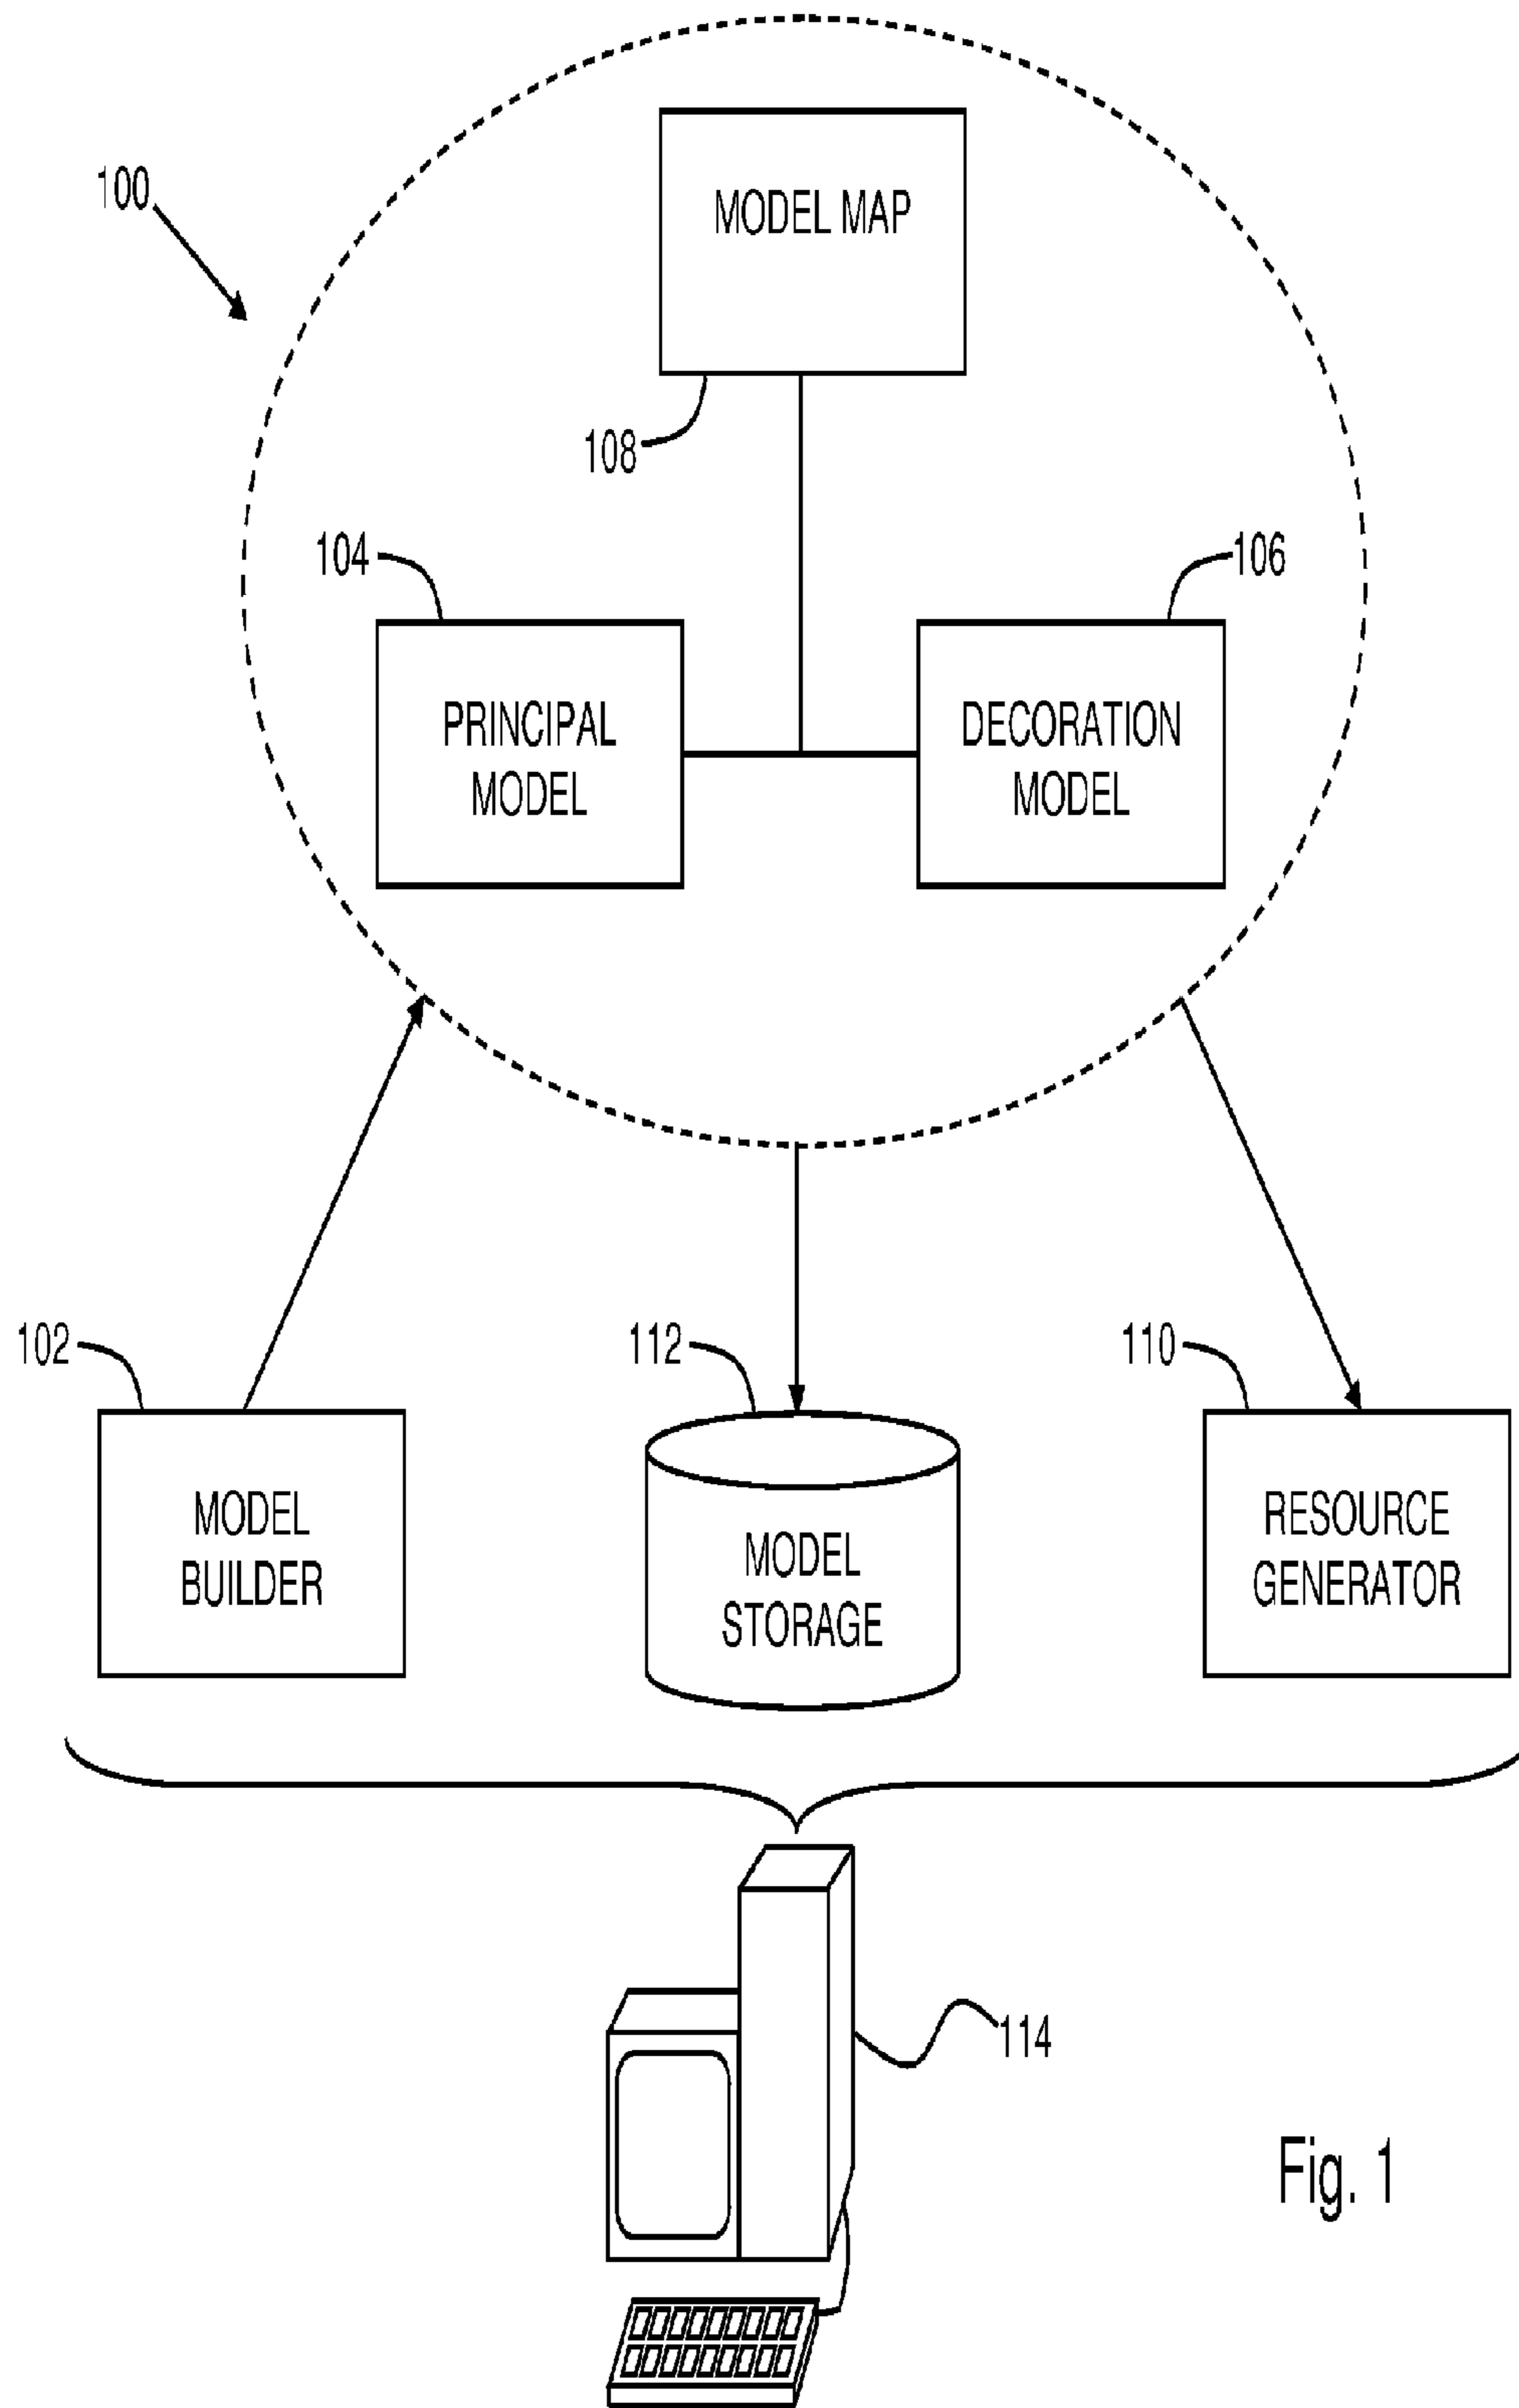 100
MODEL MAP
108
104
106
PRINCIPAL
MODEL
DECORATION
MODEL
102
112
110
MODEL
BUILDER
MODEL
STORAGE
RESOURCE
GENERATOR
114
Fig. 1